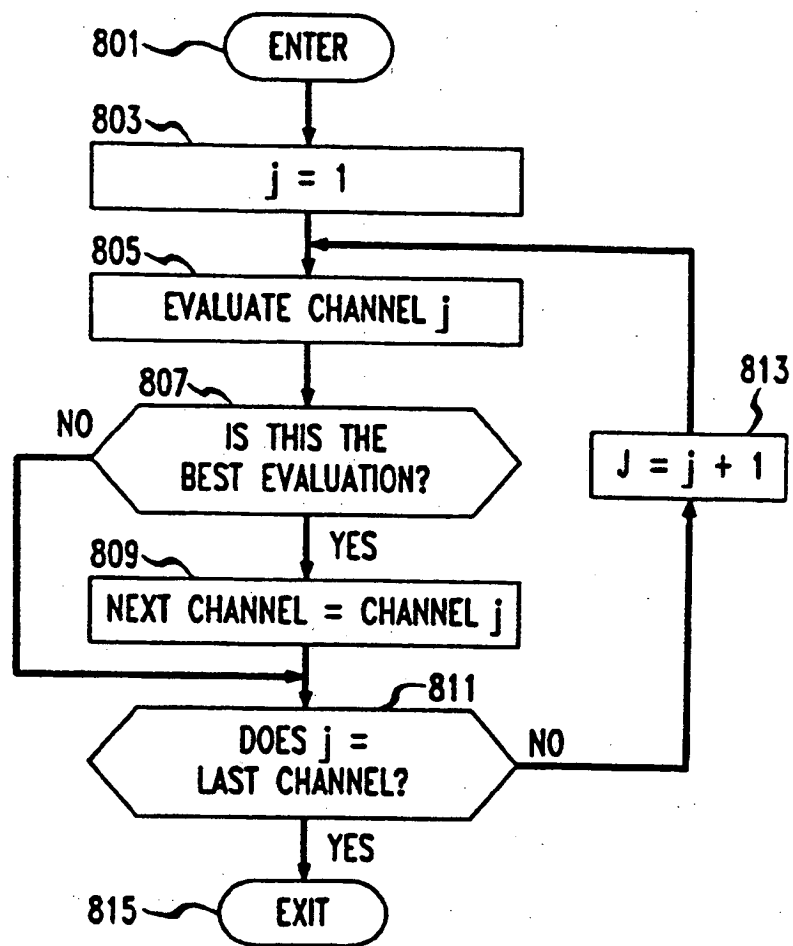 801
ENTER
803
j = 1
805
EVALUATE CHANNEL j
807
NO
IS THIS THE
BEST EVALUATION?
813
J = j + 1
YES
809
NEXT CHANNEL = CHANNEL j
811
DOES j =
LAST CHANNEL?
NO
YES
815
EXIT